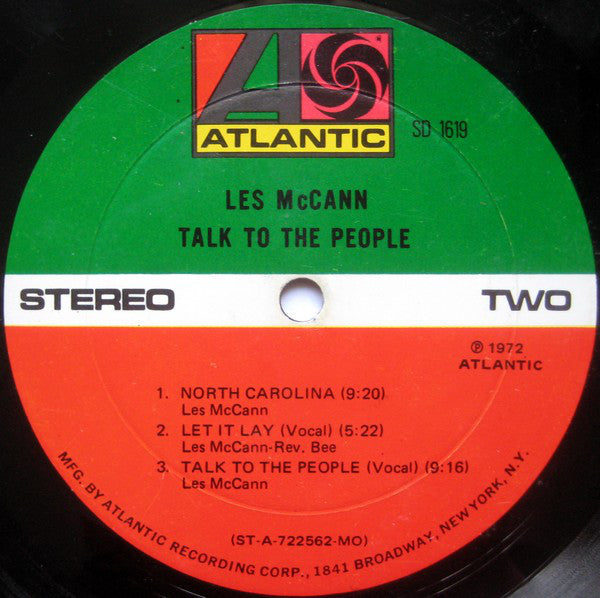 ATLANTIC
SD 1619
LES McCANN
TALK TO THE PEOPLE
STEREO
TWO
℗ 1972
ATLANTIC
1. NORTH CAROLINA (9:20)
Les McCann
2. LET IT LAY (Vocal) (5:22)
Les McCann-Rev. Bee
3. TALK TO THE PEOPLE (Vocal) (9:16)
Les McCann
(ST-A-722562-MO)
MFG. BY ATLANTIC RECORDING CORP., 1841 BROADWAY, NEW YORK, N.Y.